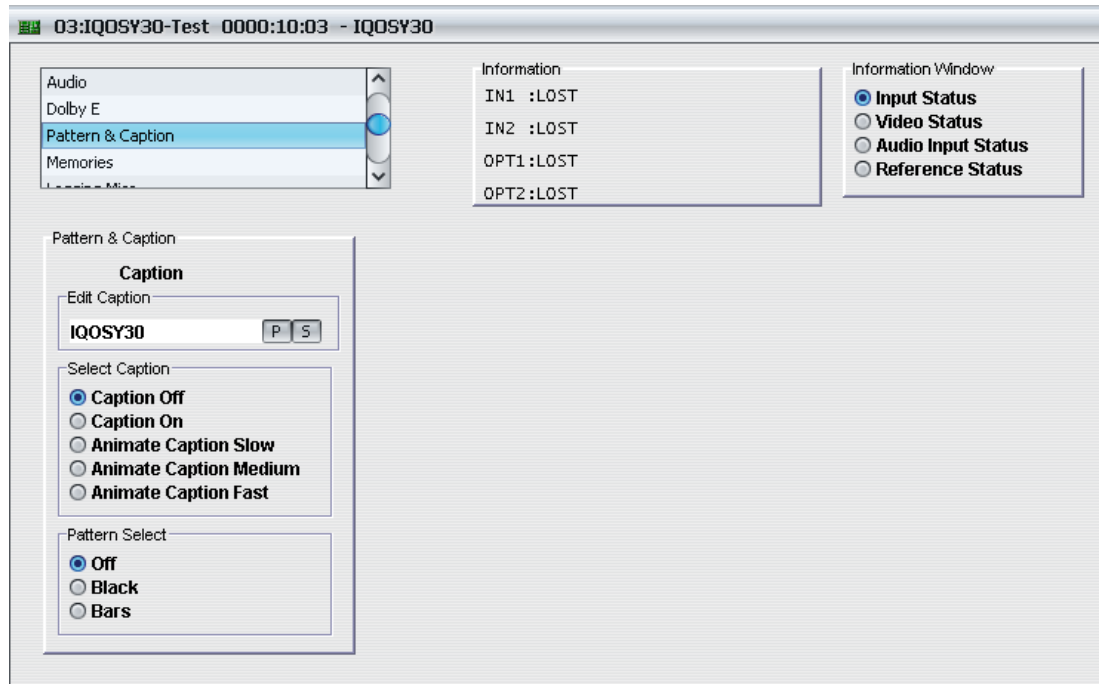 03:IQOSY30-Test 0000:10:03 - IQOSY30
Audio
Dolby E
Pattern & Caption
Memories
Information
IN1 :LOST
IN2 :LOST
OPT1:LOST
OPT2:LOST
Information Window
Input Status
Video Status
Audio Input Status
Reference Status
Pattern & Caption
Caption
Edit Caption
IQOSY30 P S
Select Caption
Caption Off
Caption On
Animate Caption Slow
Animate Caption Medium
Animate Caption Fast
Pattern Select
Off
Black
Bars